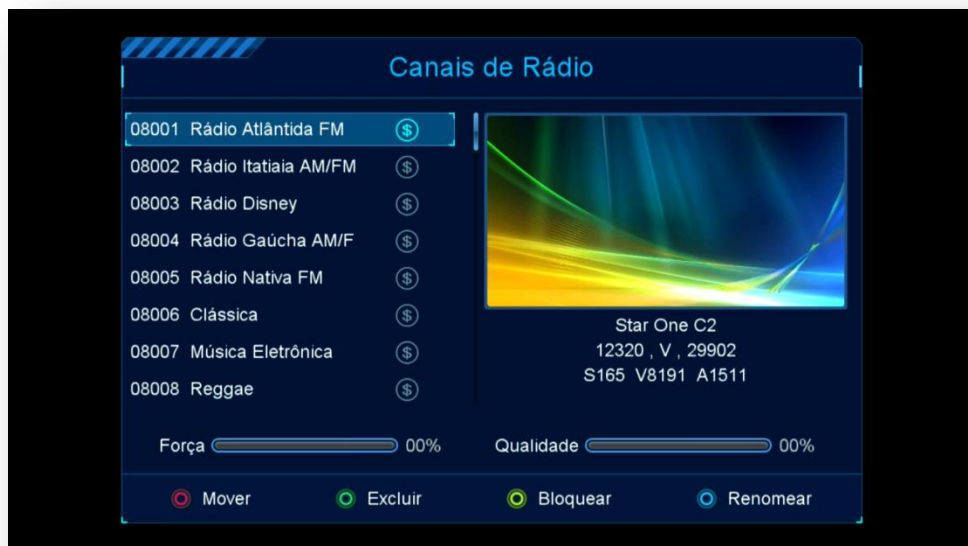 Canais de Rádio
08001 Rádio Atlântida FM $
08002 Rádio Itatiaia AM/FM $
08003 Rádio Disney $
08004 Rádio Gaúcha AM/F $
08005 Rádio Nativa FM $
08006 Clássica $
08007 Música Eletrônica $
08008 Reggae $
Star One C2
12320 , V , 29902
S165 V8191 A1511
Força 00% Qualidade 00%
Mover Excluir Bloquear Renomear